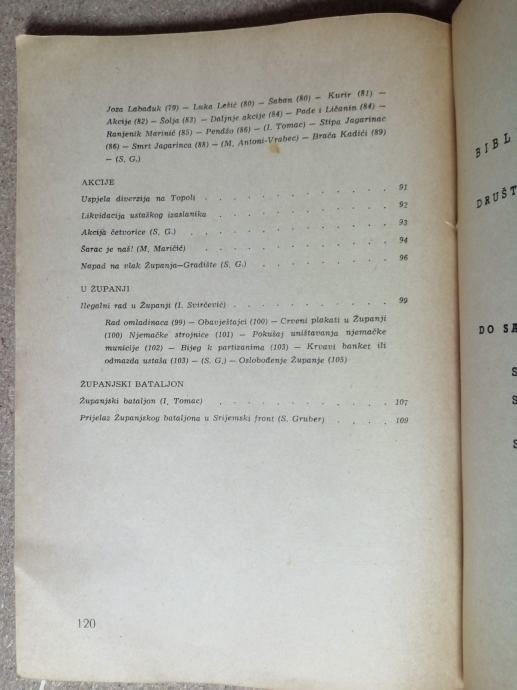 Joza Labađuk (79) — Luka Lešić (80) — Šaban (80) — Kurir (81) —
Akcije (82) — Šolja (83) — Daljnje akcije (84) — Pađe i Ličanin (84) —
Ranjenik Marinić (85) — Pendžo (86) — (I. Tomac) — Stipa Jagarinac
(86) — Smrt Jagarinca (88) — (M. Antoni-Vrabec) — Braća Kadići (89)
— (S. G.)
AKCIJE
Uspjela diverzija na Topoli . . . . . . . . . . 91
Likvidacija ustaškog izaslanika . . . . . . . . . 92
Akcija četvorice (S, G.) . . . . . . . . . . 93
Šarac je naš! (M, Maričić) . . . . . . . . . . 94
Napad na vlak Županja—Gradište (S, G.) . . . . . . . 96
U ŽUPANJI
Ilegalni rad u Županji (I. Svirčević) . . . . . . . . 99
Rad omladinaca (99) — Obavještajci (100) — Crveni plakati u Županji
(100) Njemačke strojnice (101) — Pokušaj uništavanja njemačke
municije (102) — Bijeg k partizanima (103) — Krvavi banket ili
odmazda ustaša (103) — (S. G.) — Oslobođenje Županje (105)
ŽUPANJSKI BATALJON
Županjski bataljon (I, Tomac) . . . . . . . . . 107
Prijelaz Županjskog bataljona u Srijemski front (S. Gruber) . . . . 109
120
BIBL
DRUŠT
DO SA
S
S
S